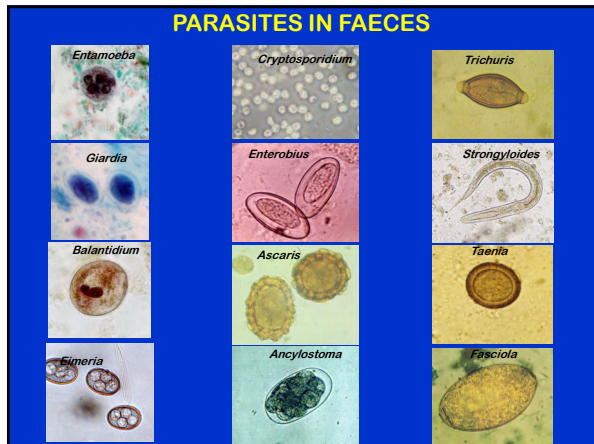 PARASITES IN FAECES
Entamoeba
Cryptosporidium
Trichuris
Giardia
Enterobius
Strongyloides
Balantidium
Ascaris
Taenia
Eimeria
Ancylostoma
Fasciola